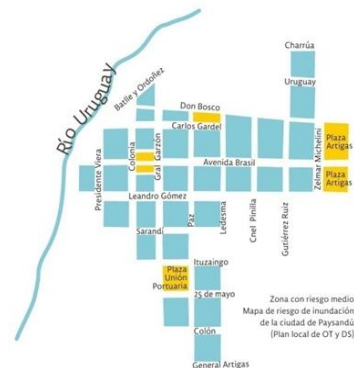 Charrúa
Uruguay
Río Uruguay
Batlle y Ordoñez
Don Bosco
Carlos Gardel
Plaza
Artigas
Colonia
Gral Garzón
Avenida Brasil
Zelmar Michelini
Plaza
Artigas
Presidente Viera
Leandro Gómez
Paz
Ledesma
Cnel Pinilla
Gutiérrez Ruiz
Sarandí
Ituzaingo
Plaza
Unión
Portuaria
25 de mayo
Colón
General Artigas
Zona con riesgo medio
Mapa de riesgo de inundación
de la ciudad de Paysandú
(Plan local de OT y DS)